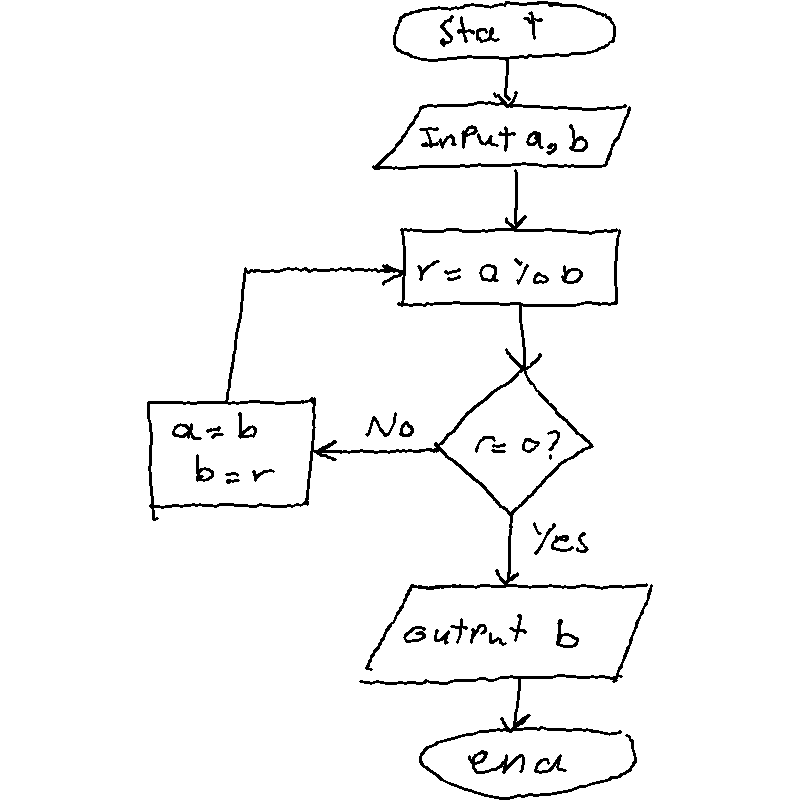 Sta t
Input a, b
r = a % b
No
r = 0?
a = b
b = r
Yes
output b
end